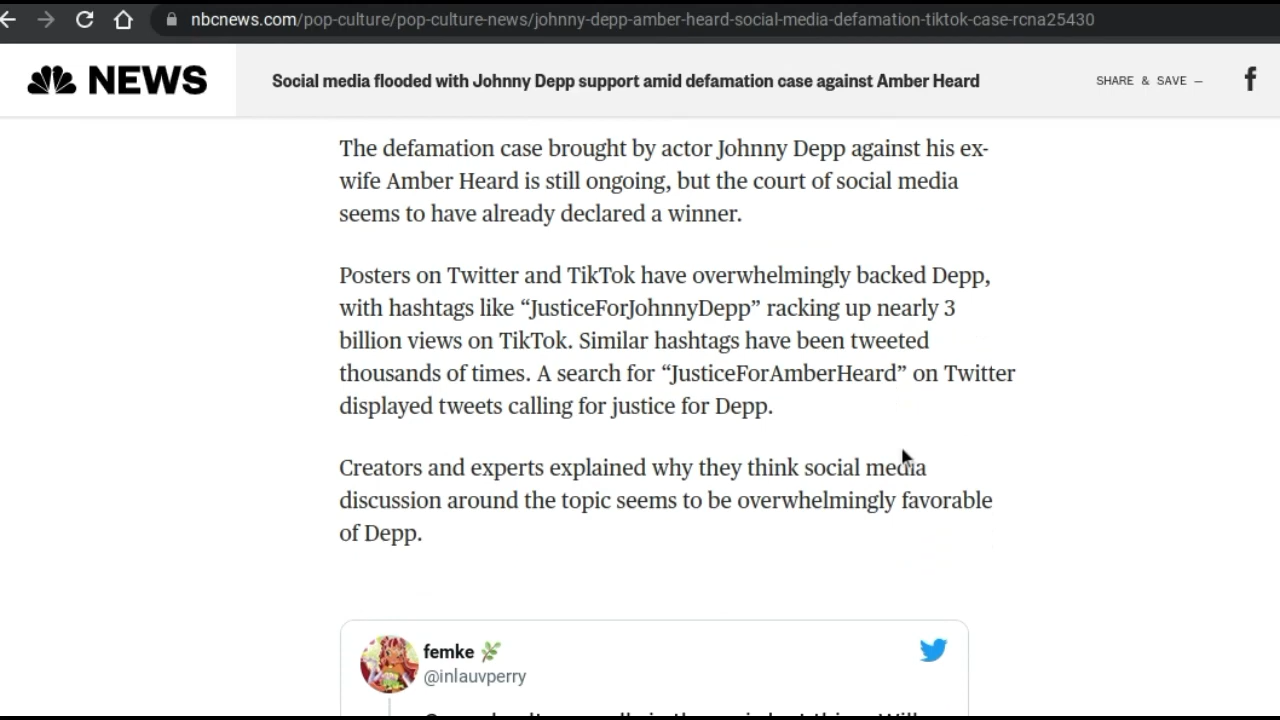 nbcnews.com/pop-culture/pop-culture-news/johnny-depp-amber-heard-social-media-defamation-tiktok-case-rcna25430
NEWS
Social media flooded with Johnny Depp support amid defamation case against Amber Heard
SHARE & SAVE —
The defamation case brought by actor Johnny Depp against his ex-
wife Amber Heard is still ongoing, but the court of social media
seems to have already declared a winner.
Posters on Twitter and TikTok have overwhelmingly backed Depp,
with hashtags like “JusticeForJohnnyDepp” racking up nearly 3
billion views on TikTok. Similar hashtags have been tweeted
thousands of times. A search for “JusticeForAmberHeard” on Twitter
displayed tweets calling for justice for Depp.
Creators and experts explained why they think social media
discussion around the topic seems to be overwhelmingly favorable
of Depp.
femke
@inlauvperry